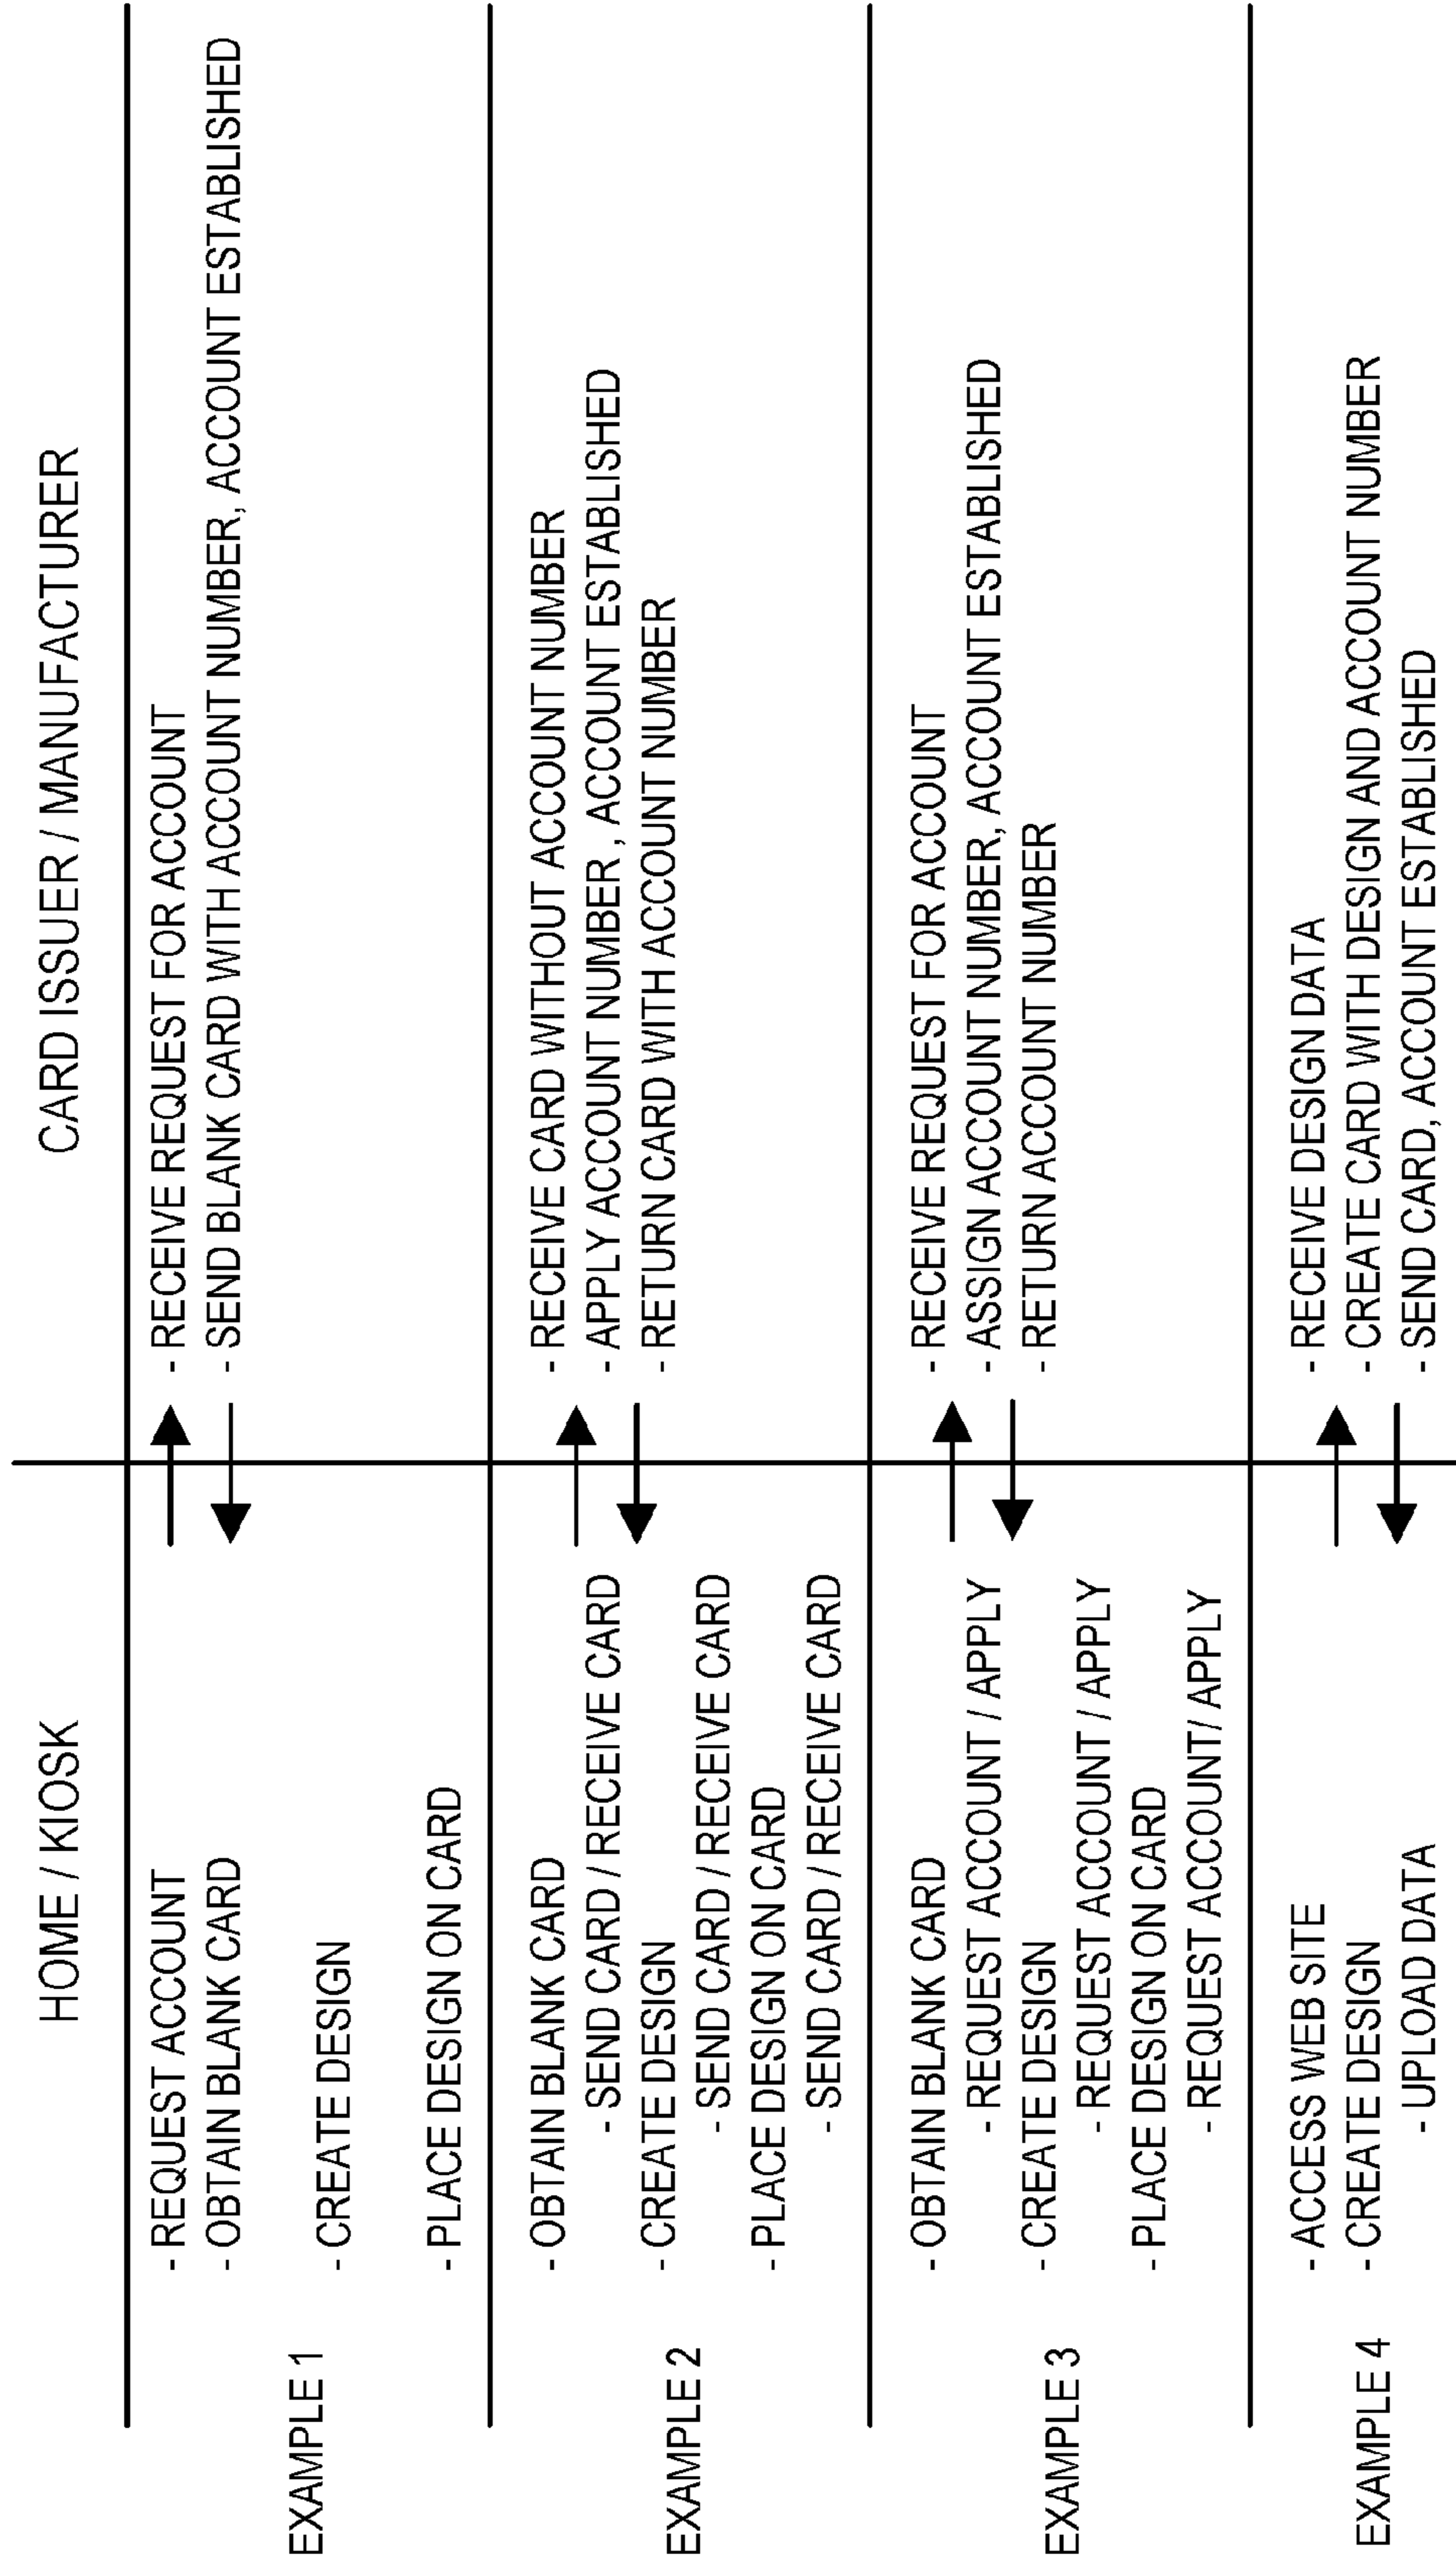 HOME / KIOSK
CARD ISSUER / MANUFACTURER
EXAMPLE 1
- REQUEST ACCOUNT
- OBTAIN BLANK CARD
- CREATE DESIGN
- PLACE DESIGN ON CARD
- RECEIVE REQUEST FOR ACCOUNT
- SEND BLANK CARD WITH ACCOUNT NUMBER, ACCOUNT ESTABLISHED
EXAMPLE 2
- OBTAIN BLANK CARD
- SEND CARD / RECEIVE CARD
- CREATE DESIGN
- SEND CARD / RECEIVE CARD
- PLACE DESIGN ON CARD
- SEND CARD / RECEIVE CARD
- RECEIVE CARD WITHOUT ACCOUNT NUMBER
- APPLY ACCOUNT NUMBER , ACCOUNT ESTABLISHED
- RETURN CARD WITH ACCOUNT NUMBER
EXAMPLE 3
- OBTAIN BLANK CARD
- REQUEST ACCOUNT / APPLY
- CREATE DESIGN
- REQUEST ACCOUNT / APPLY
- PLACE DESIGN ON CARD
- REQUEST ACCOUNT/ APPLY
- RECEIVE REQUEST FOR ACCOUNT
- ASSIGN ACCOUNT NUMBER, ACCOUNT ESTABLISHED
- RETURN ACCOUNT NUMBER
EXAMPLE 4
- ACCESS WEB SITE
- CREATE DESIGN
- UPLOAD DATA
- RECEIVE DESIGN DATA
- CREATE CARD WITH DESIGN AND ACCOUNT NUMBER
- SEND CARD, ACCOUNT ESTABLISHED